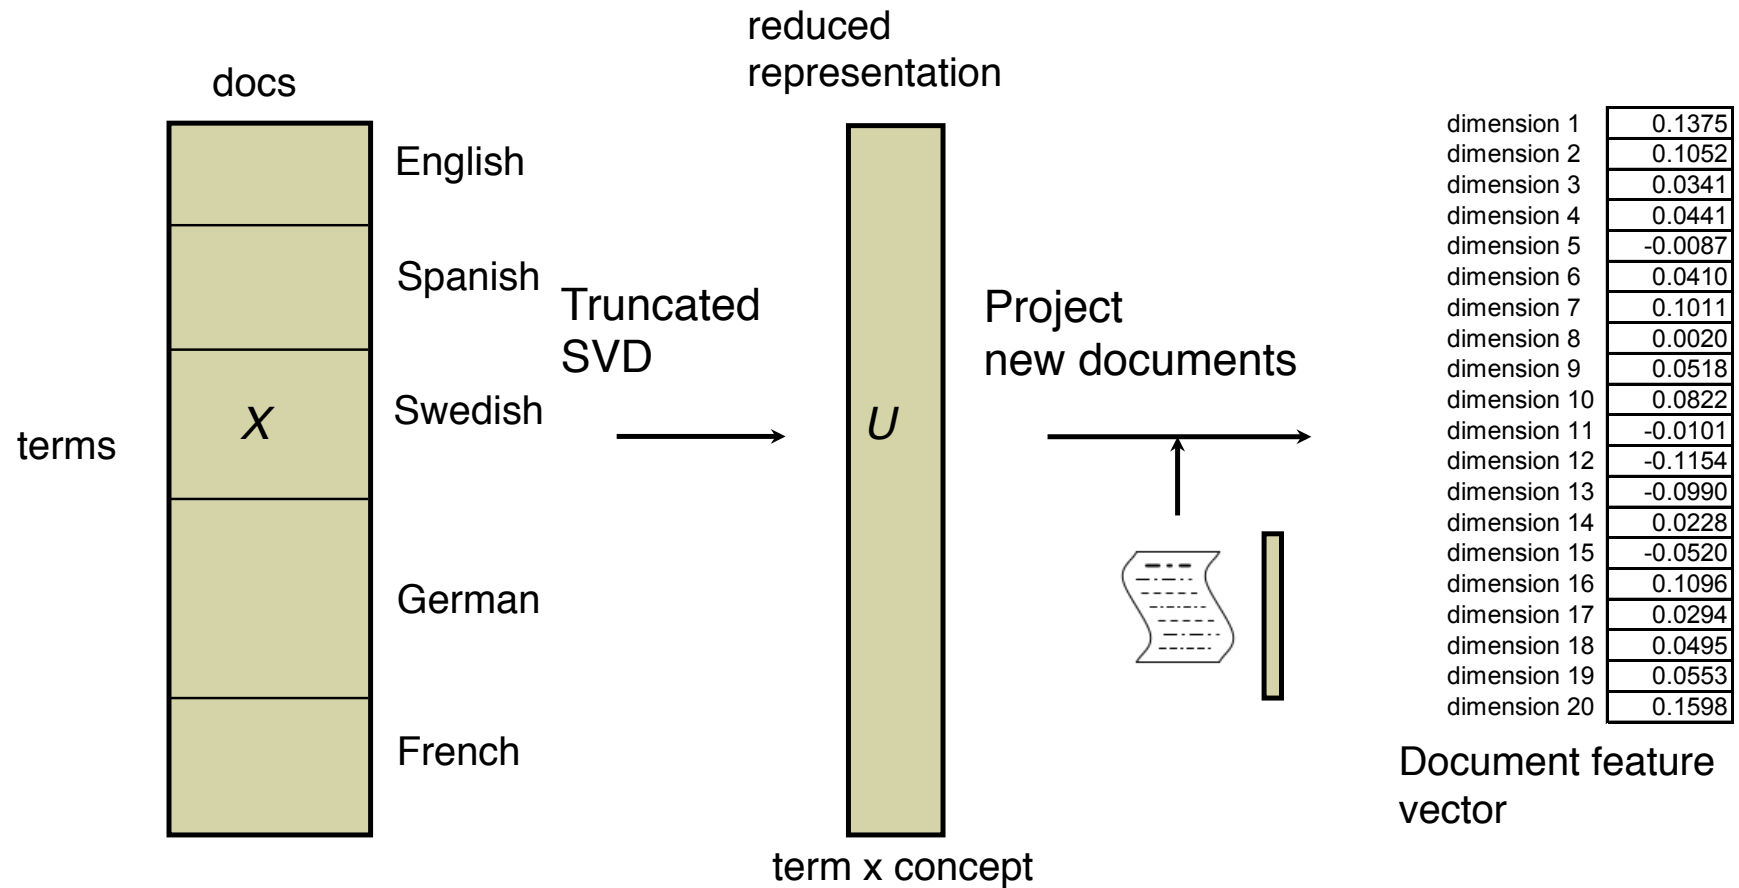 docs
terms
X
English
Spanish
Swedish
German
French
Truncated
SVD
reduced
representation
U
term x concept
Project
new documents
dimension 1 0.1375
dimension 2 0.1052
dimension 3 0.0341
dimension 4 0.0441
dimension 5 -0.0087
dimension 6 0.0410
dimension 7 0.1011
dimension 8 0.0020
dimension 9 0.0518
dimension 10 0.0822
dimension 11 -0.0101
dimension 12 -0.1154
dimension 13 -0.0990
dimension 14 0.0228
dimension 15 -0.0520
dimension 16 0.1096
dimension 17 0.0294
dimension 18 0.0495
dimension 19 0.0553
dimension 20 0.1598
Document feature
vector